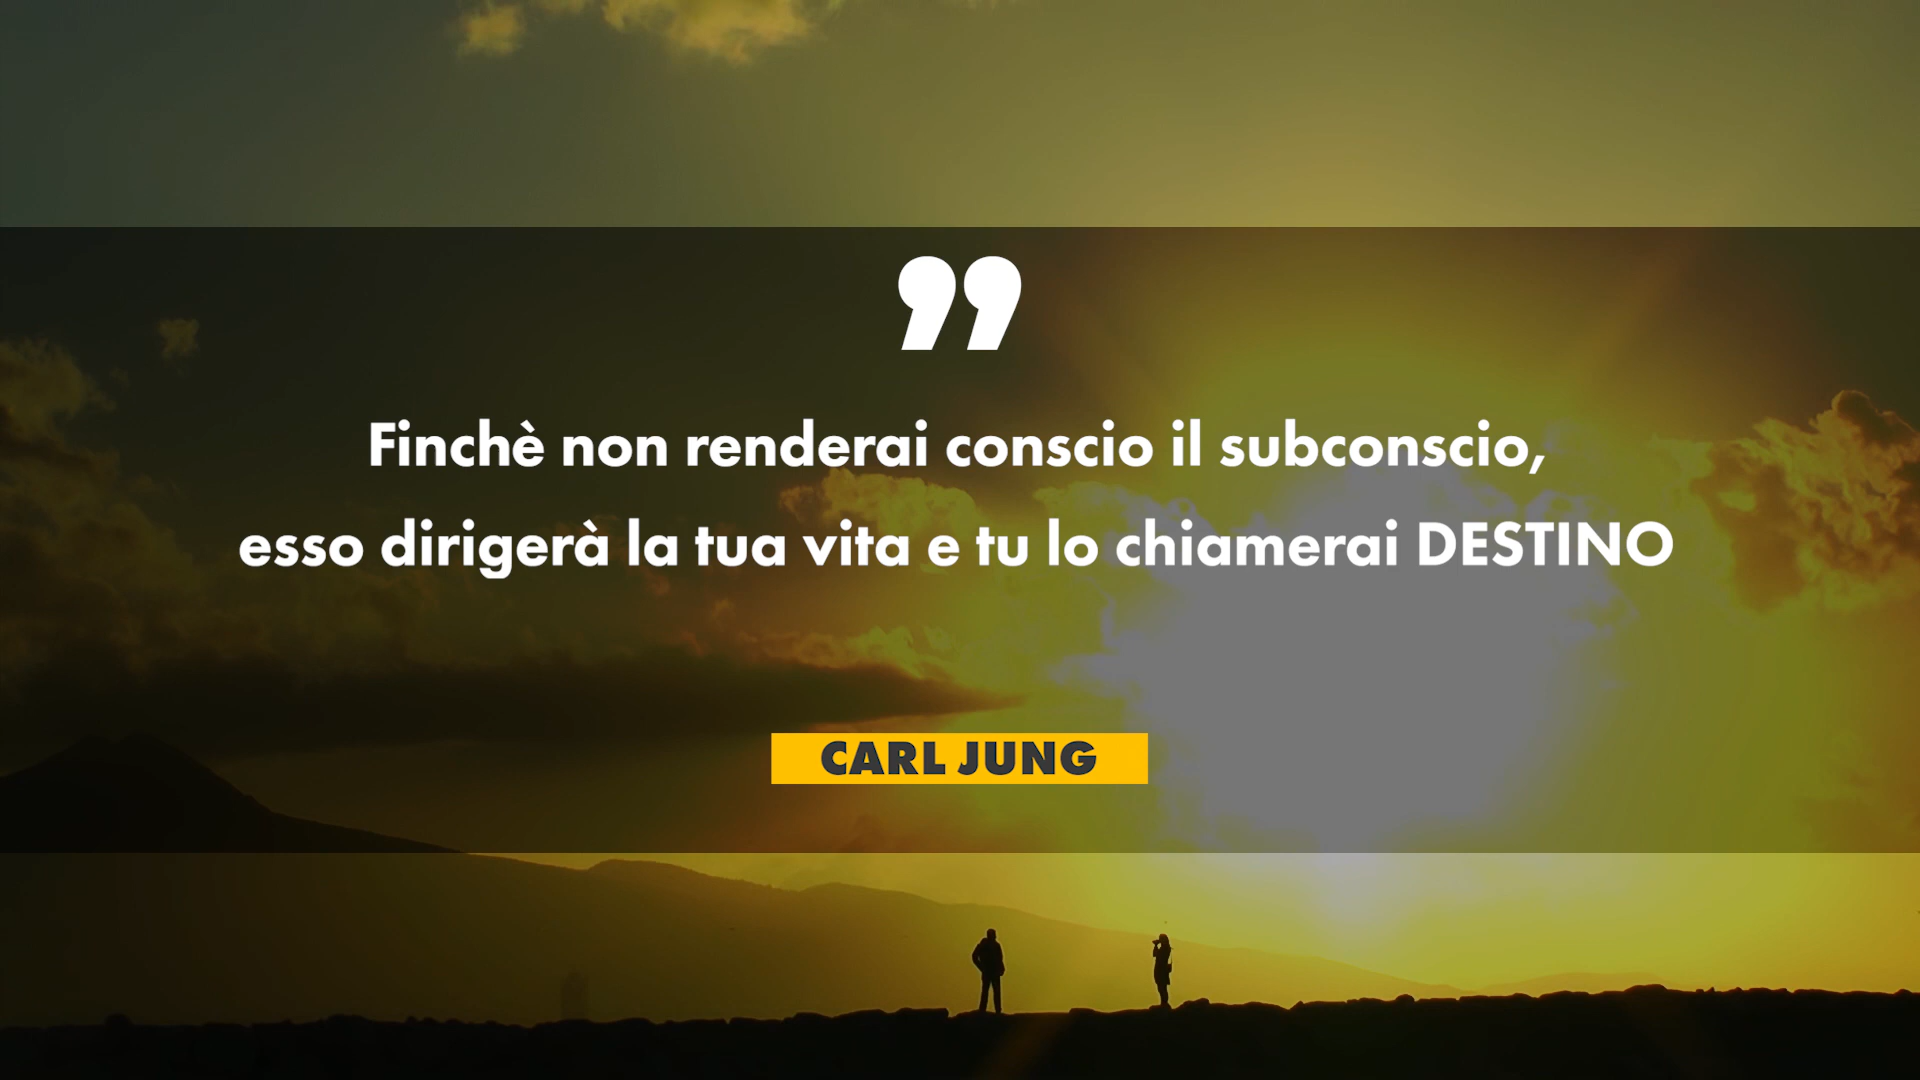 ”
Finchè non renderai conscio il subconscio,
esso dirigerà la tua vita e tu lo chiamerai DESTINO
CARL JUNG